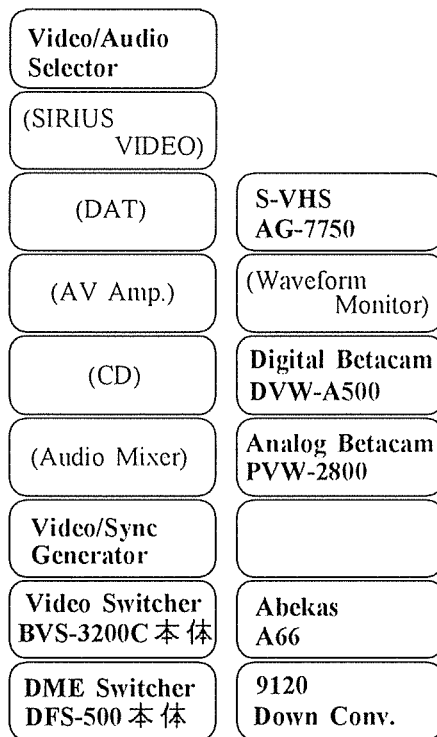 Video/Audio
Selector
(SIRIUS
VIDEO)
(DAT)
(AV Amp.)
(CD)
(Audio Mixer)
Video/Sync
Generator
Video Switcher
BVS-3200C 本体
DME Switcher
DFS-500 本体
S-VHS
AG-7750
(Waveform
Monitor)
Digital Betacam
DVW-A500
Analog Betacam
PVW-2800
Abekas
A66
9120
Down Conv.